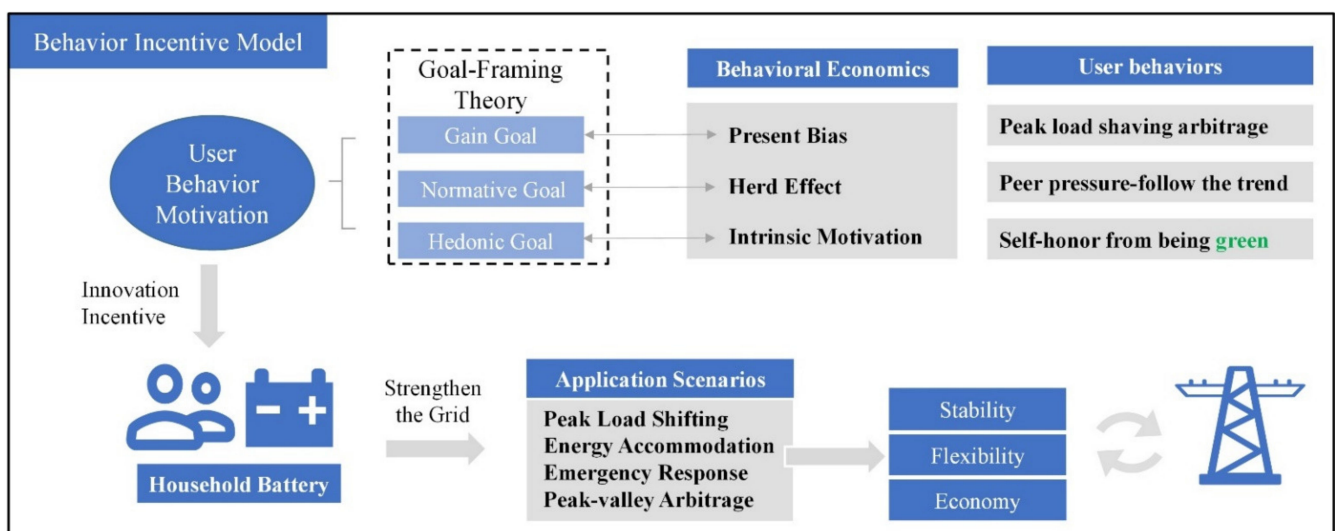 Behavior Incentive Model
User
Behavior
Motivation
Goal-Framing
Theory
Gain Goal
Normative Goal
Hedonic Goal
Behavioral Economics
Present Bias
Herd Effect
Intrinsic Motivation
User behaviors
Peak load shaving arbitrage
Peer pressure-follow the trend
Self-honor from being green
Innovation
Incentive
Household Battery
Strengthen
the Grid
Application Scenarios
Peak Load Shifting
Energy Accommodation
Emergency Response
Peak-valley Arbitrage
Stability
Flexibility
Economy